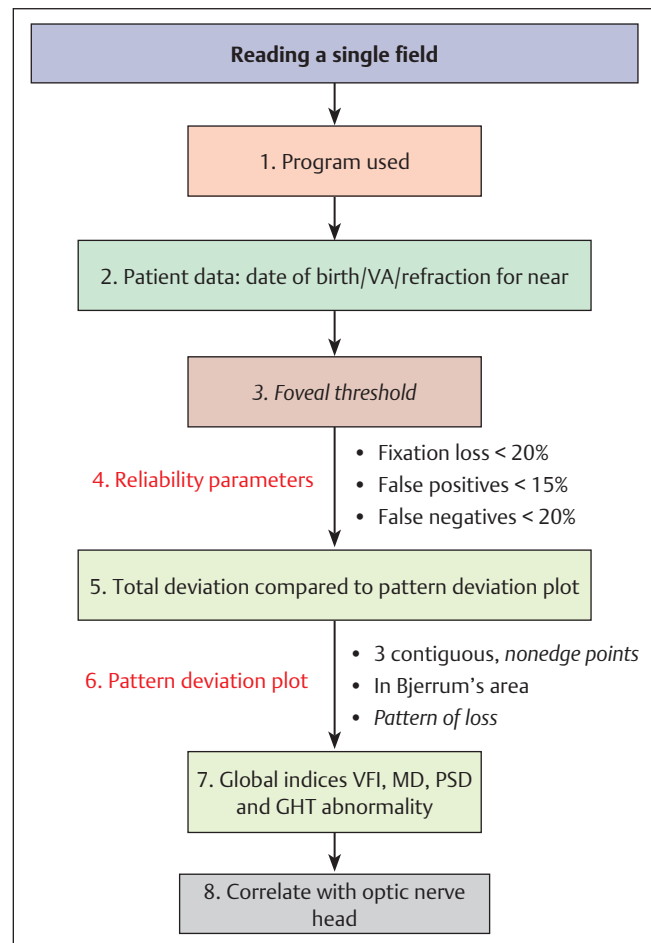 Reading a single field
1. Program used
2. Patient data: date of birth/VA/refraction for near
3. Foveal threshold
4. Reliability parameters
• Fixation loss < 20%
• False positives < 15%
• False negatives < 20%
5. Total deviation compared to pattern deviation plot
6. Pattern deviation plot
• 3 contiguous, nonedge points
• In Bjerrum’s area
• Pattern of loss
7. Global indices VFI, MD, PSD
and GHT abnormality
8. Correlate with optic nerve
head